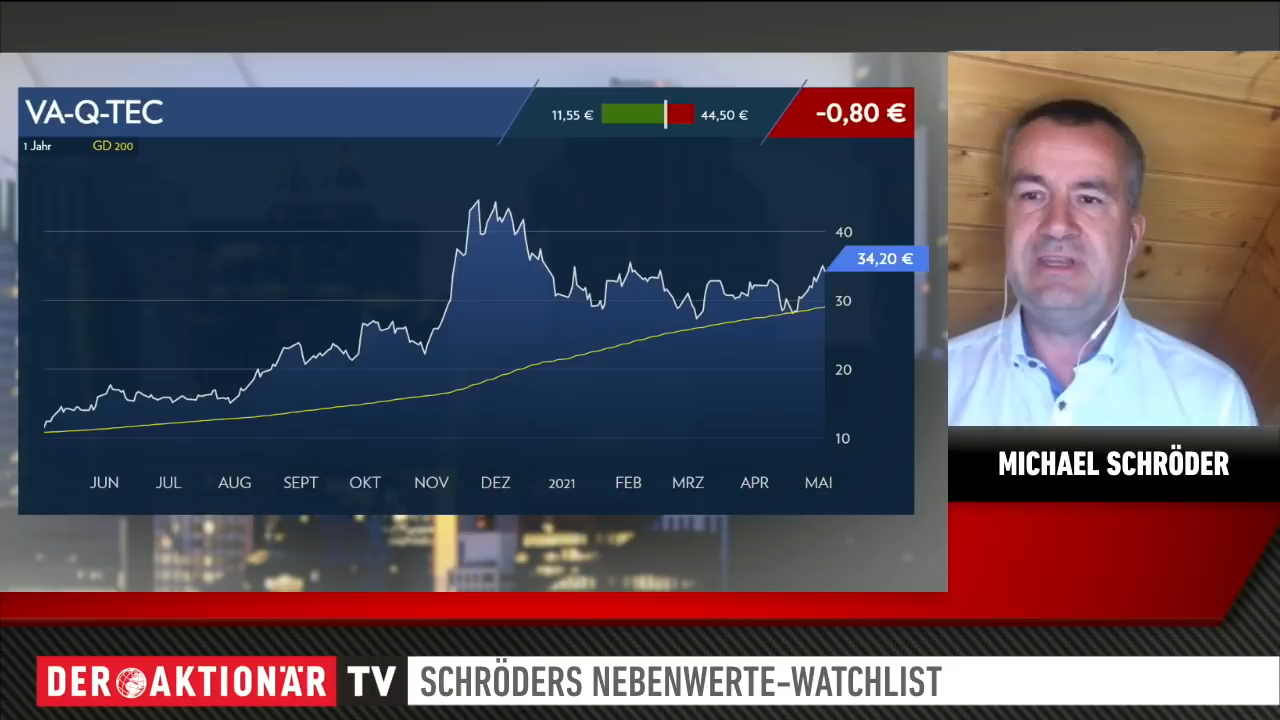 VA-Q-TEC
11,55 €
44,50 €
-0,80 €
1 Jahr
GD 200
40
34,20 €
30
20
10
JUN JUL AUG SEPT OKT NOV DEZ 2021 FEB MRZ APR MAI
MICHAEL SCHRÖDER
DER AKTIONÄR TV
SCHRÖDERS NEBENWERTE-WATCHLIST